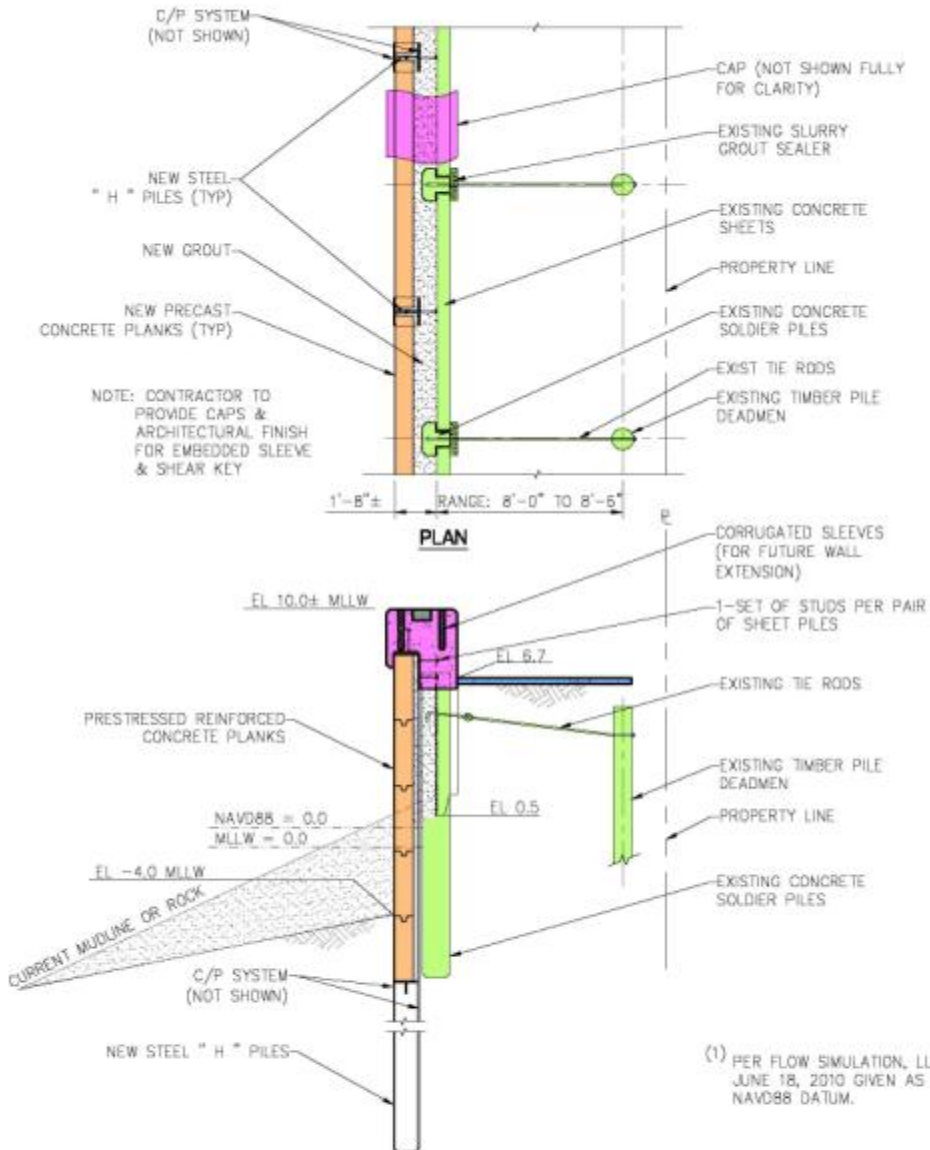 C/P SYSTEM
(NOT SHOWN)
CAP (NOT SHOWN FULLY
FOR CLARITY)
EXISTING SLURRY
GROUT SEALER
NEW STEEL
" H " PILES (TYP)
EXISTING CONCRETE
SHEETS
NEW GROUT
PROPERTY LINE
NEW PRECAST
CONCRETE PLANKS (TYP)
EXISTING CONCRETE
SOLDIER PILES
EXIST TIE RODS
NOTE: CONTRACTOR TO
PROVIDE CAPS &
ARCHITECTURAL FINISH
FOR EMBEDDED SLEEVE
& SHEAR KEY
EXISTING TIMBER PILE
DEADMEN
1'-8"±
RANGE: 8'-0" TO 8'-6"
PLAN
CORRUGATED SLEEVES
(FOR FUTURE WALL
EXTENSION)
EL 10.0± MLLW
1-SET OF STUDS PER PAIR
OF SHEET PILES
EL 6.7
EXISTING TIE RODS
PRESTRESSED REINFORCED
CONCRETE PLANKS
EXISTING TIMBER PILE
DEADMEN
EL 0.5
NAVD88 = 0.0
MLLW = 0.0
PROPERTY LINE
EL -4.0 MLLW
EXISTING CONCRETE
SOLDIER PILES
CURRENT MUDLINE OR ROCK
C/P SYSTEM
(NOT SHOWN)
NEW STEEL " H " PILES
(1) PER FLOW SIMULATION, LL
JUNE 18, 2010 GIVEN AS
NAVD88 DATUM.